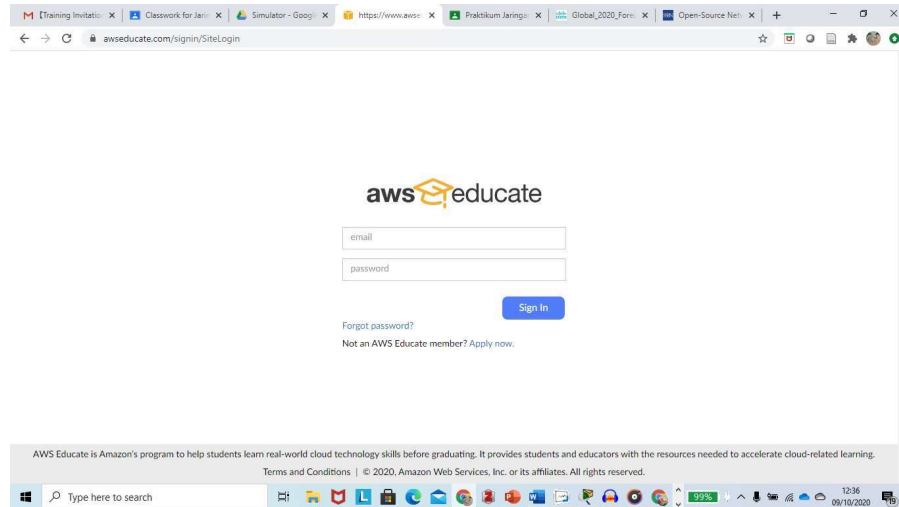 [Training Invitatio
Classwork for Jarin
Simulator - Googl
https://www.awse
Praktikum Jaringa
Global_2020_Fore
Open-Source Net
awseducate.com/signin/SiteLogin
aws educate
email
password
Sign In
Forgot password?
Not an AWS Educate member? Apply now.
AWS Educate is Amazon's program to help students learn real-world cloud technology skills before graduating. It provides students and educators with the resources needed to accelerate cloud-related learning.
Terms and Conditions | © 2020, Amazon Web Services, Inc. or its affiliates. All rights reserved.
Type here to search
99%
12:36
09/10/2020